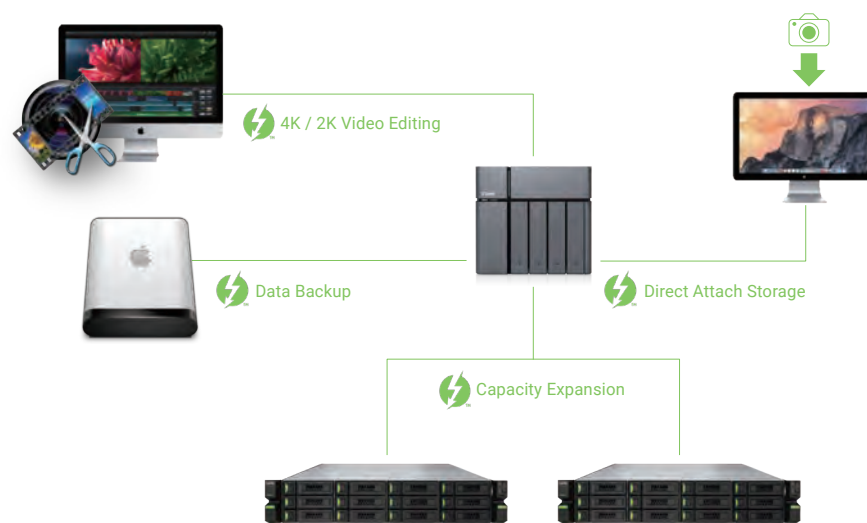 4K / 2K Video Editing
Data Backup
Direct Attach Storage
Capacity Expansion